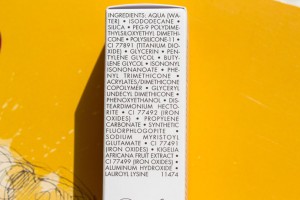 INGREDIENTS: AQUA (WA-
TER) • ISODODECANE •
SILICA • PEG-9 POLYDIME-
THYLSILOXYETHYL DIMETHI-
CONE • POLYSILICONE-11 •
CI 77891 (TITANIUM DIO-
XIDE) • GLYCERIN • PEN-
TYLENE GLYCOL • BUTY-
LENE GLYCOL • ISONONYL
ISONONANOATE • PHE-
NYL TRIMETHICONE •
ACRYLATES/DIMETHICONE
COPOLYMER • GLYCERYL
UNDECYL DIMETHICONE •
PHENOXYETHANOL • DIS-
TEARDIMONIUM HECTO-
RITE • CI 77492 (IRON
OXIDES) • PROPYLENE
CARBONATE • SYNTHETIC
FLUORPHLOGOPITE •
SODIUM MYRISTOYL
GLUTAMATE • CI 77491
(IRON OXIDES) • KIGELIA
AFRICANA FRUIT EXTRACT •
CI 77499 (IRON OXIDES) •
ALUMINUM HYDROXIDE •
LAUROYL LYSINE 11474